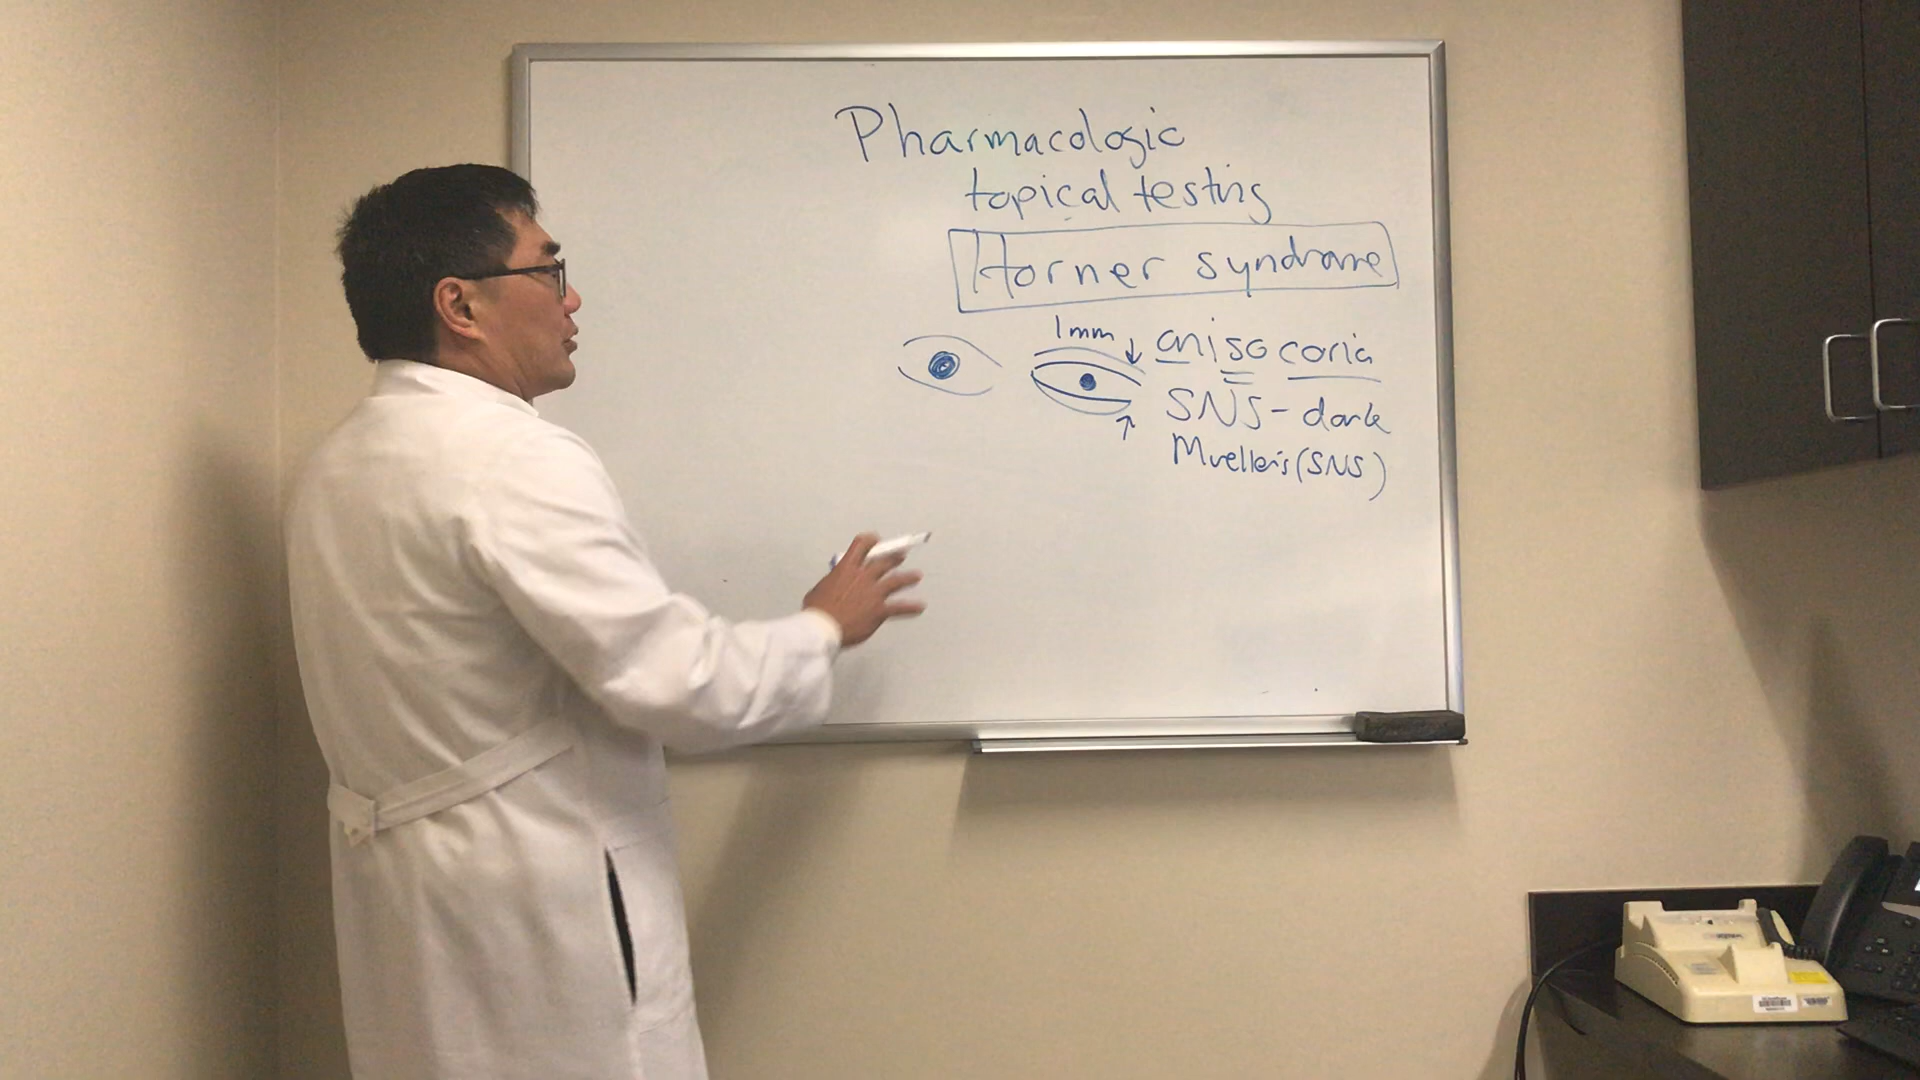 Pharmacologic
topical testing
Horner syndrome
1mm ↓ anisocoria
↑ SNS - dark
Mueller's (SNS)